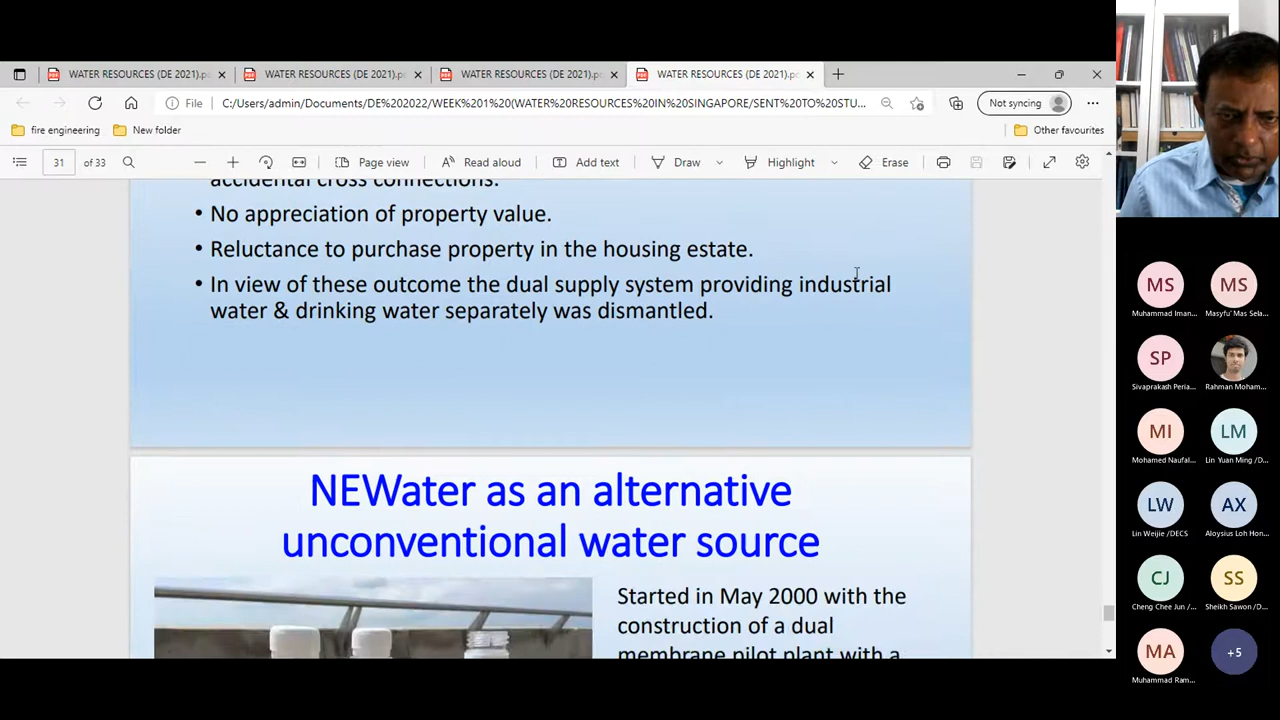 WATER RESOURCES (DE 2021).p
WATER RESOURCES (DE 2021).p
WATER RESOURCES (DE 2021).p
WATER RESOURCES (DE 2021).p
File
C:/Users/admin/Documents/DE%202022/WEEK%201%20(WATER%20RESOURCES%20IN%20SINGAPORE/SENT%20TO%20STU...
Not syncing
fire engineering
New folder
Other favourites
31 of 33
Page view
Read aloud
Add text
Draw
Highlight
Erase
accidental cross connections.
• No appreciation of property value.
• Reluctance to purchase property in the housing estate.
• In view of these outcome the dual supply system providing industrial
water & drinking water separately was dismantled.
NEWater as an alternative
unconventional water source
Started in May 2000 with the
construction of a dual
membrane pilot plant with a
MS MS
Muhammad Iman... Masyfu' Mas Sela...
SP
Sivaprakash Peria... Rahman Moham...
MI LM
Mohamed Naufal... Lin Yuan Ming /D...
LW AX
Lin Weijie /DECS Aloysius Loh Hon...
CJ SS
Cheng Chee Jun /... Sheikh Sawon /D...
MA +5
Muhammad Ram...